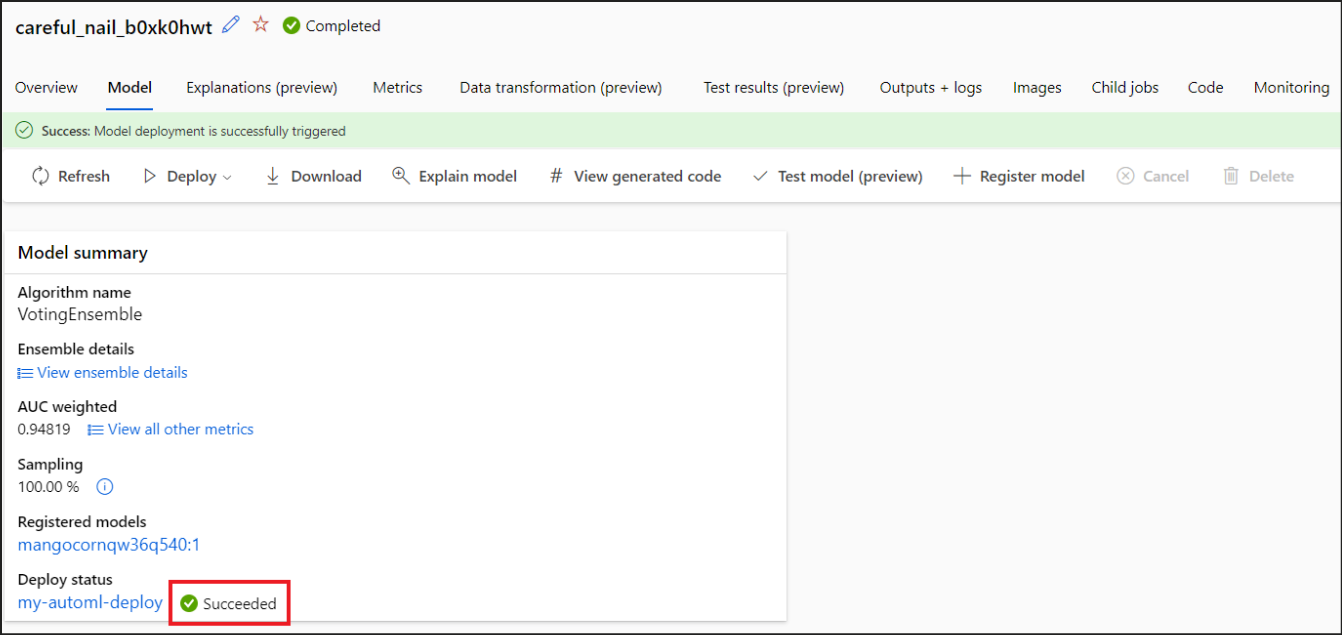 careful_nail_b0xk0hwt Completed
Overview Model Explanations (preview) Metrics Data transformation (preview) Test results (preview) Outputs + logs Images Child jobs Code Monitoring
Success: Model deployment is successfully triggered
Refresh Deploy Download Explain model # View generated code Test model (preview) Register model Cancel Delete
Model summary
Algorithm name
VotingEnsemble
Ensemble details
View ensemble details
AUC weighted
0.94819 View all other metrics
Sampling
100.00 %
Registered models
mangocornqw36q540:1
Deploy status
my-automl-deploy Succeeded